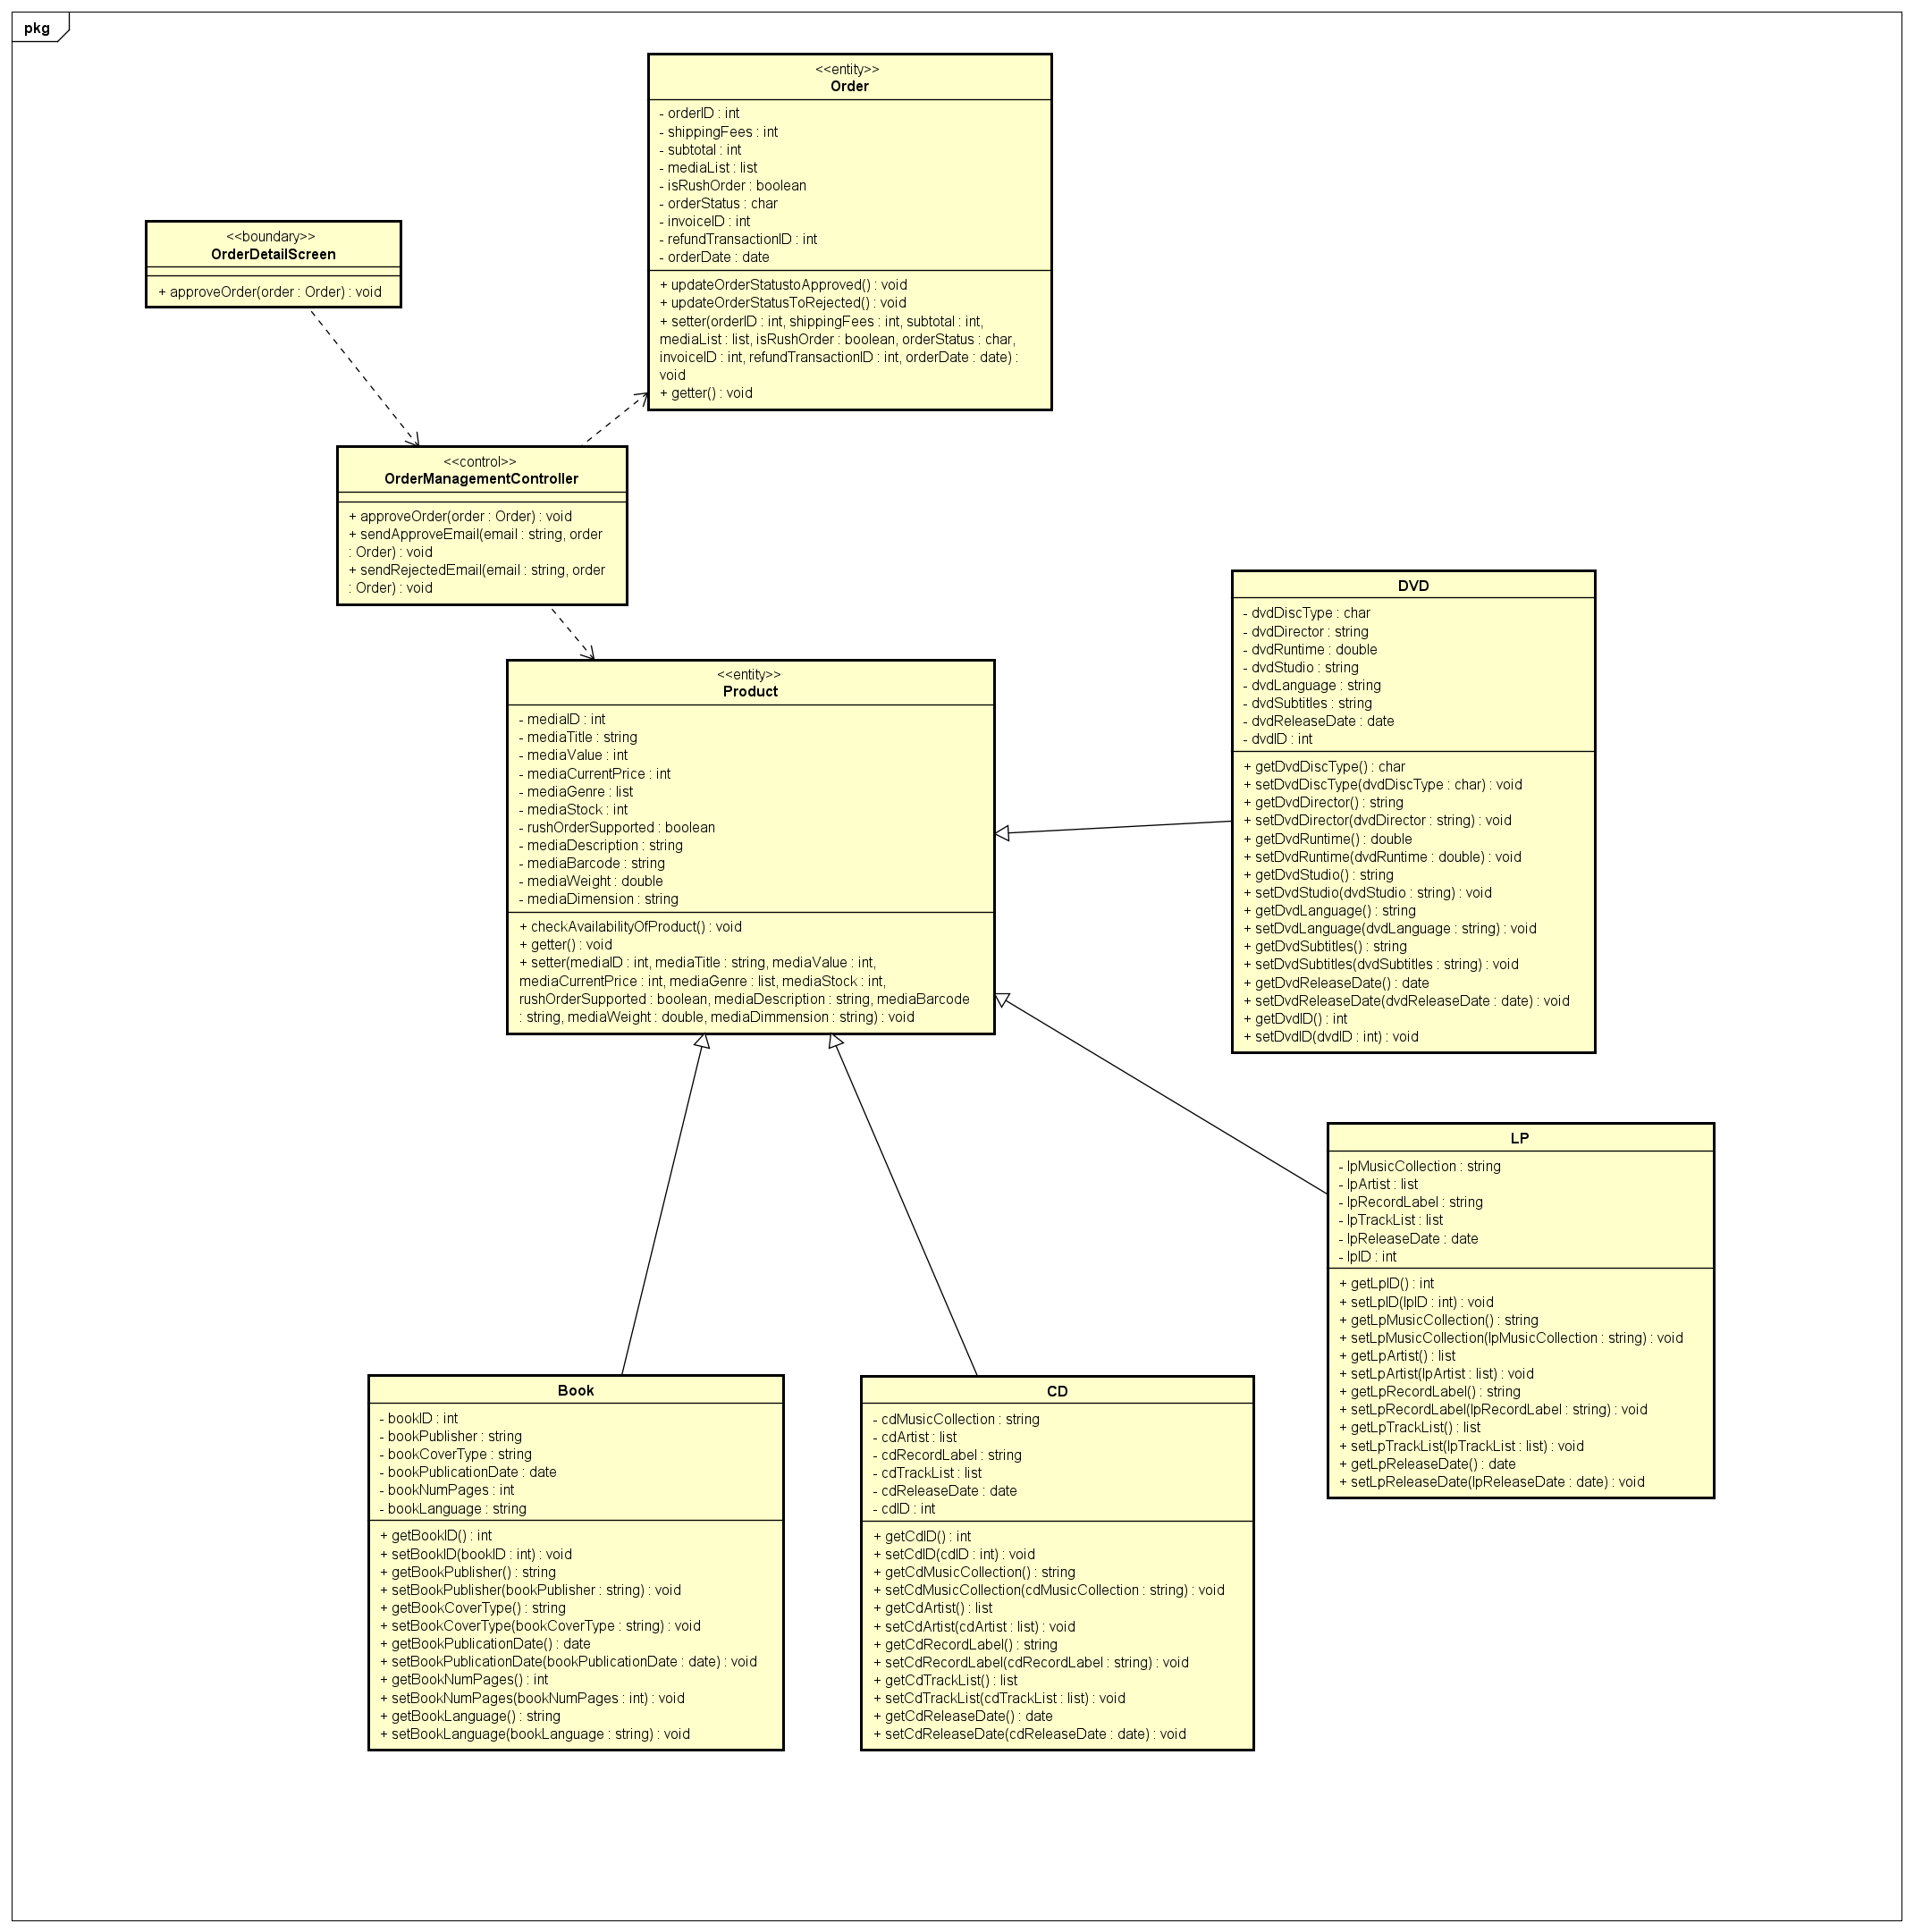 pkg
<<entity>>
Order
- orderID : int
- shippingFees : int
- subtotal : int
- mediaList : list
- isRushOrder : boolean
- orderStatus : char
- invoiceID : int
- refundTransactionID : int
- orderDate : date
+ updateOrderStatustoApproved() : void
+ updateOrderStatusToRejected() : void
+ setter(orderID : int, shippingFees : int, subtotal : int,
mediaList : list, isRushOrder : boolean, orderStatus : char,
invoiceID : int, refundTransactionID : int, orderDate : date) :
void
+ getter() : void
<<boundary>>
OrderDetailScreen
+ approveOrder(order : Order) : void
<<control>>
OrderManagementController
+ approveOrder(order : Order) : void
+ sendApproveEmail(email : string, order
: Order) : void
+ sendRejectedEmail(email : string, order
: Order) : void
<<entity>>
Product
- mediaID : int
- mediaTitle : string
- mediaValue : int
- mediaCurrentPrice : int
- mediaGenre : list
- mediaStock : int
- rushOrderSupported : boolean
- mediaDescription : string
- mediaBarcode : string
- mediaWeight : double
- mediaDimension : string
+ checkAvailabilityOfProduct() : void
+ getter() : void
+ setter(mediaID : int, mediaTitle : string, mediaValue : int,
mediaCurrentPrice : int, mediaGenre : list, mediaStock : int,
rushOrderSupported : boolean, mediaDescription : string, mediaBarcode
: string, mediaWeight : double, mediaDimmension : string) : void
DVD
- dvdDiscType : char
- dvdDirector : string
- dvdRuntime : double
- dvdStudio : string
- dvdLanguage : string
- dvdSubtitles : string
- dvdReleaseDate : date
- dvdID : int
+ getDvdDiscType() : char
+ setDvdDiscType(dvdDiscType : char) : void
+ getDvdDirector() : string
+ setDvdDirector(dvdDirector : string) : void
+ getDvdRuntime() : double
+ setDvdRuntime(dvdRuntime : double) : void
+ getDvdStudio() : string
+ setDvdStudio(dvdStudio : string) : void
+ getDvdLanguage() : string
+ setDvdLanguage(dvdLanguage : string) : void
+ getDvdSubtitles() : string
+ setDvdSubtitles(dvdSubtitles : string) : void
+ getDvdReleaseDate() : date
+ setDvdReleaseDate(dvdReleaseDate : date) : void
+ getDvdID() : int
+ setDvdID(dvdID : int) : void
LP
- lpMusicCollection : string
- lpArtist : list
- lpRecordLabel : string
- lpTrackList : list
- lpReleaseDate : date
- lpID : int
+ getLpID() : int
+ setLpID(lpID : int) : void
+ getLpMusicCollection() : string
+ setLpMusicCollection(lpMusicCollection : string) : void
+ getLpArtist() : list
+ setLpArtist(lpArtist : list) : void
+ getLpRecordLabel() : string
+ setLpRecordLabel(lpRecordLabel : string) : void
+ getLpTrackList() : list
+ setLpTrackList(lpTrackList : list) : void
+ getLpReleaseDate() : date
+ setLpReleaseDate(lpReleaseDate : date) : void
Book
- bookID : int
- bookPublisher : string
- bookCoverType : string
- bookPublicationDate : date
- bookNumPages : int
- bookLanguage : string
+ getBookID() : int
+ setBookID(bookID : int) : void
+ getBookPublisher() : string
+ setBookPublisher(bookPublisher : string) : void
+ getBookCoverType() : string
+ setBookCoverType(bookCoverType : string) : void
+ getBookPublicationDate() : date
+ setBookPublicationDate(bookPublicationDate : date) : void
+ getBookNumPages() : int
+ setBookNumPages(bookNumPages : int) : void
+ getBookLanguage() : string
+ setBookLanguage(bookLanguage : string) : void
CD
- cdMusicCollection : string
- cdArtist : list
- cdRecordLabel : string
- cdTrackList : list
- cdReleaseDate : date
- cdID : int
+ getCdID() : int
+ setCdID(cdID : int) : void
+ getCdMusicCollection() : string
+ setCdMusicCollection(cdMusicCollection : string) : void
+ getCdArtist() : list
+ setCdArtist(cdArtist : list) : void
+ getCdRecordLabel() : string
+ setCdRecordLabel(cdRecordLabel : string) : void
+ getCdTrackList() : list
+ setCdTrackList(cdTrackList : list) : void
+ getCdReleaseDate() : date
+ setCdReleaseDate(cdReleaseDate : date) : void